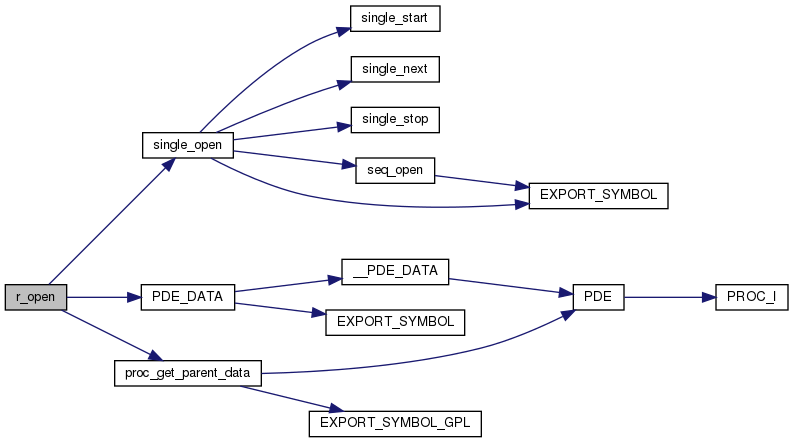 single_start
single_next
single_stop
single_open
seq_open
EXPORT_SYMBOL
r_open
PDE_DATA
__PDE_DATA
EXPORT_SYMBOL
PDE
PROC_I
proc_get_parent_data
EXPORT_SYMBOL_GPL